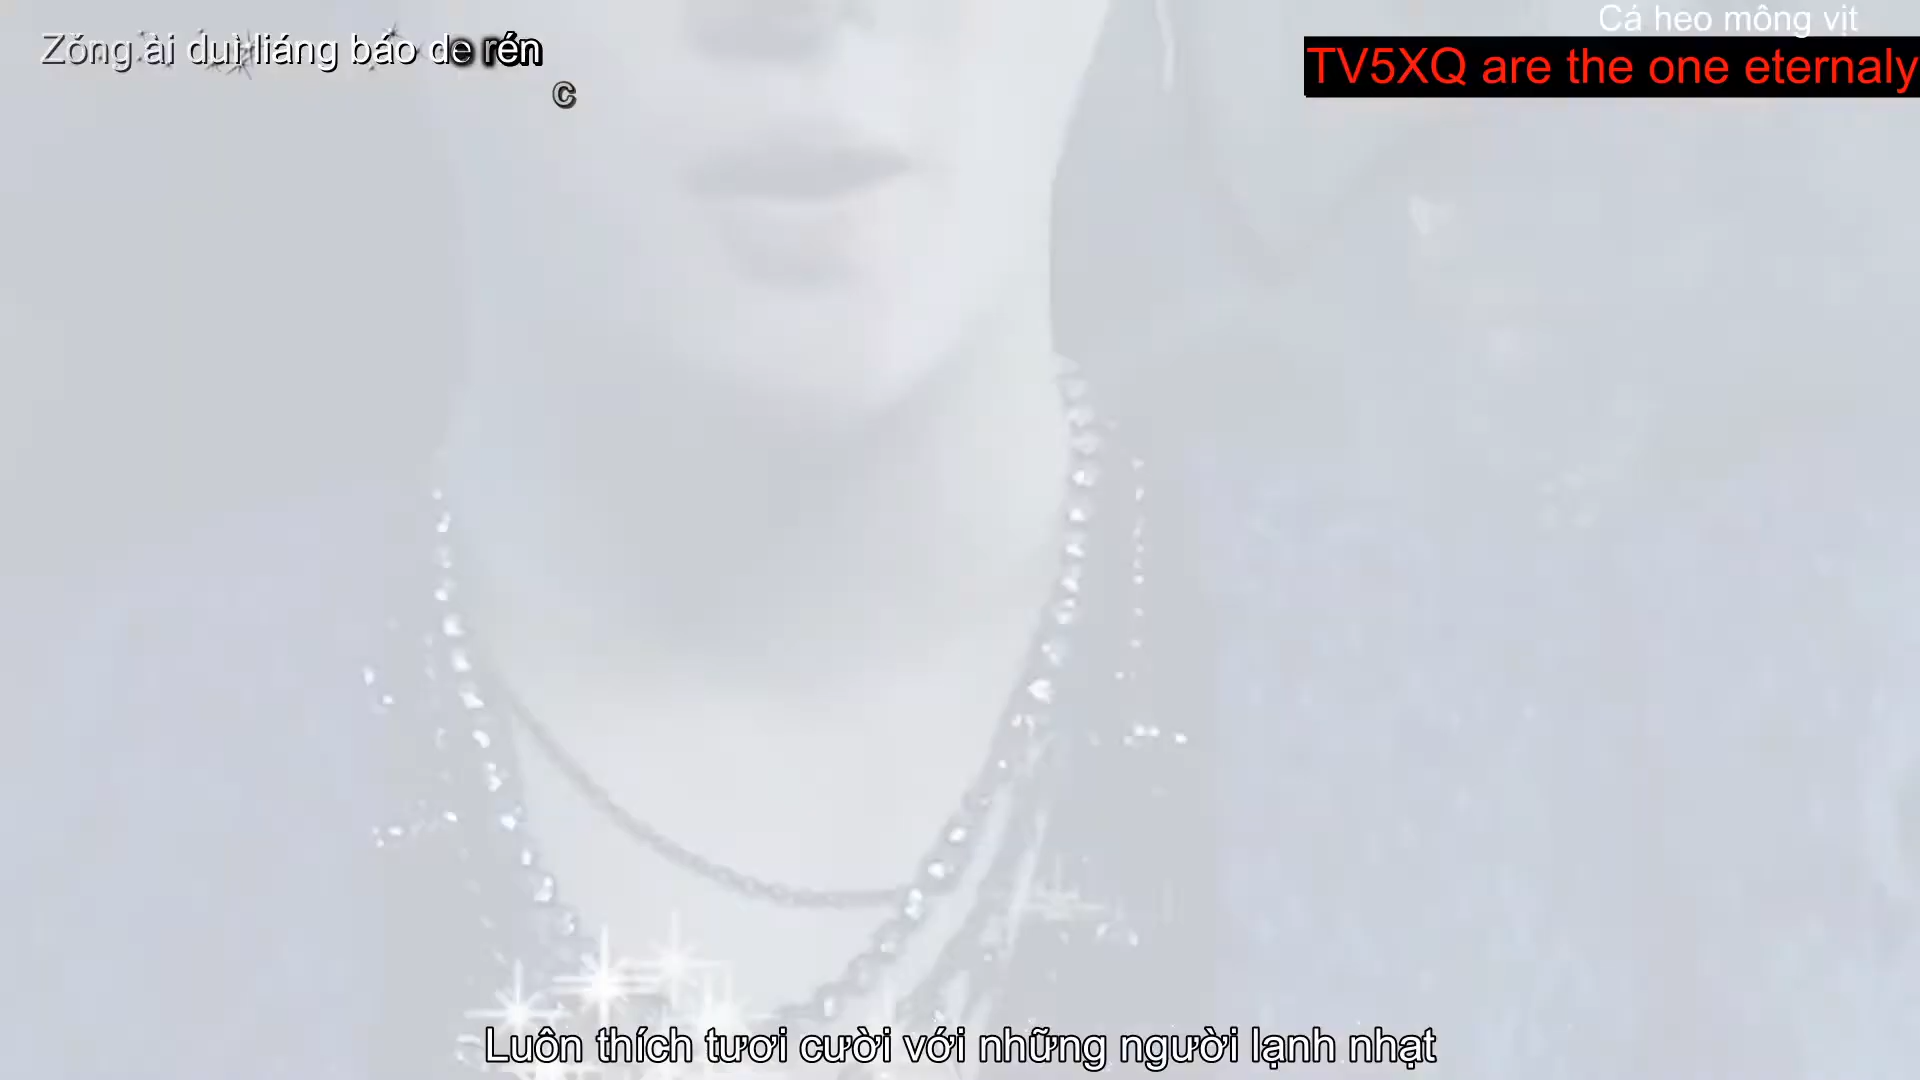 Cá heo mông vịt
Zǒng ài duì liáng báo de rén
©
TV5XQ are the one eternaly
Luôn thích tươi cười với những người lạnh nhạt